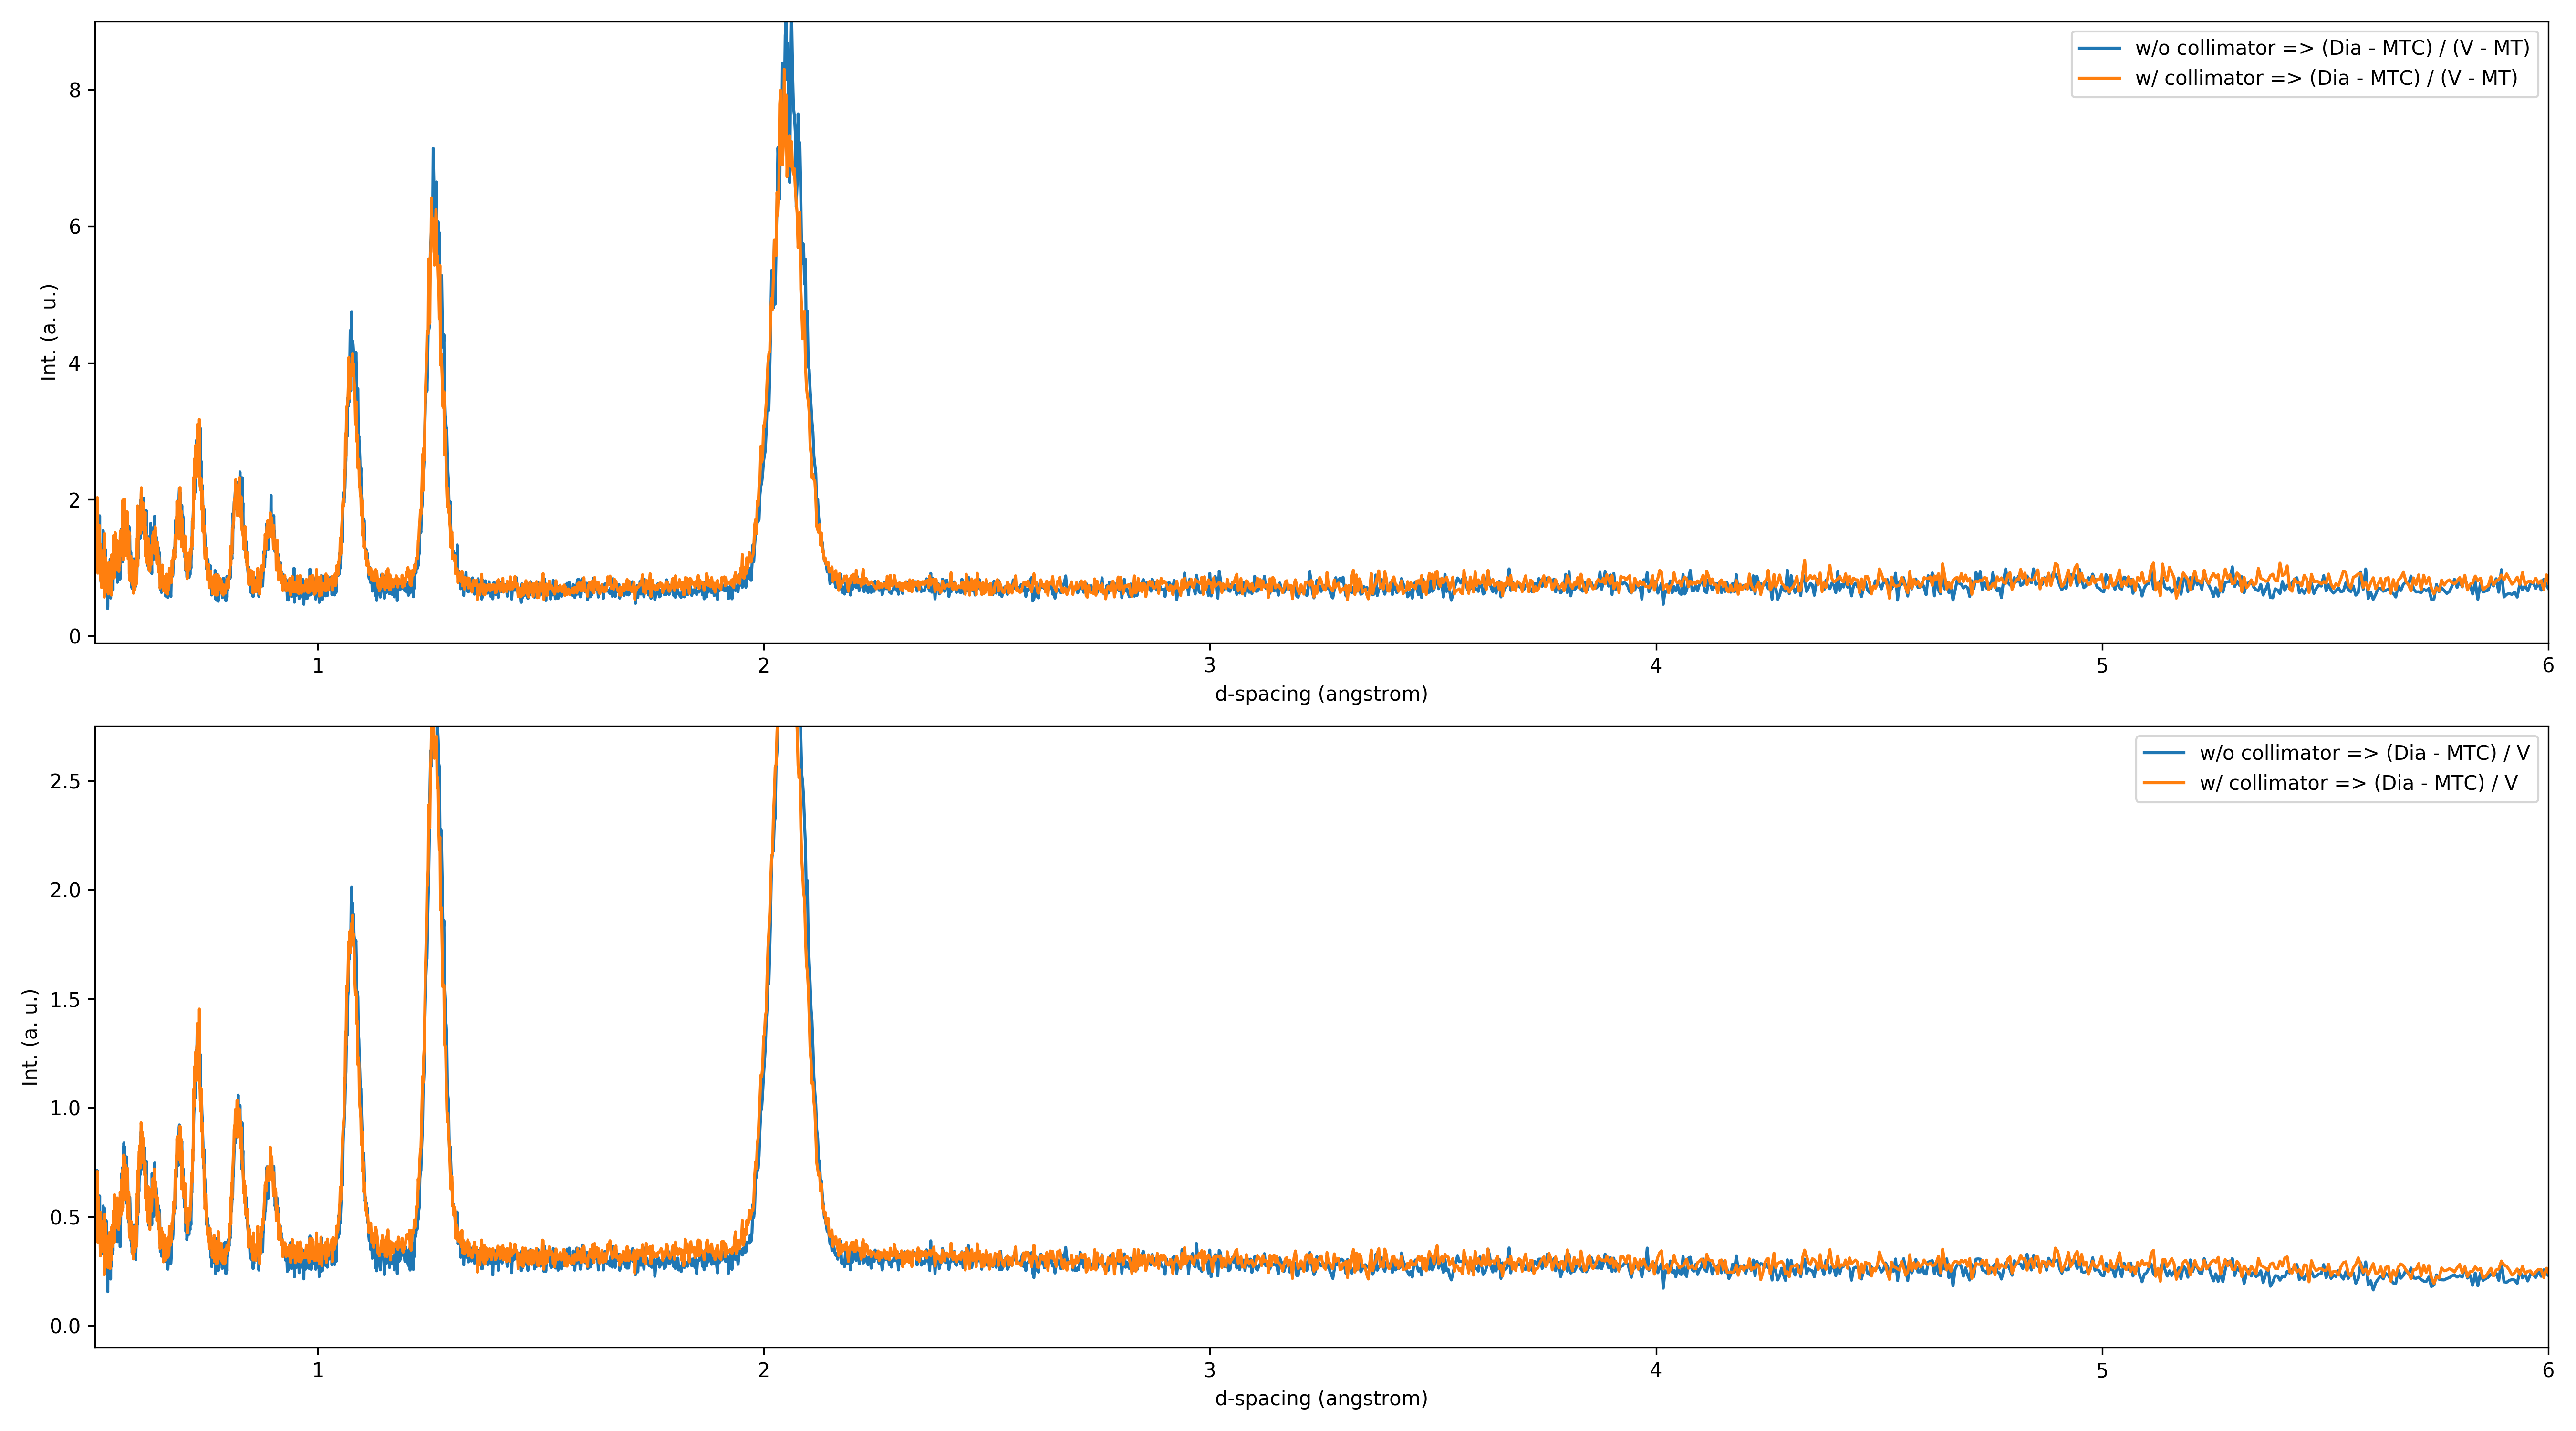 8
6
4
2
0
Int. (a. u.)
w/o collimator => (Dia - MTC) / (V - MT)
w/ collimator => (Dia - MTC) / (V - MT)
1 2 3 4 5 6
d-spacing (angstrom)
2.5
2.0
1.5
1.0
0.5
0.0
Int. (a. u.)
w/o collimator => (Dia - MTC) / V
w/ collimator => (Dia - MTC) / V
1 2 3 4 5 6
d-spacing (angstrom)